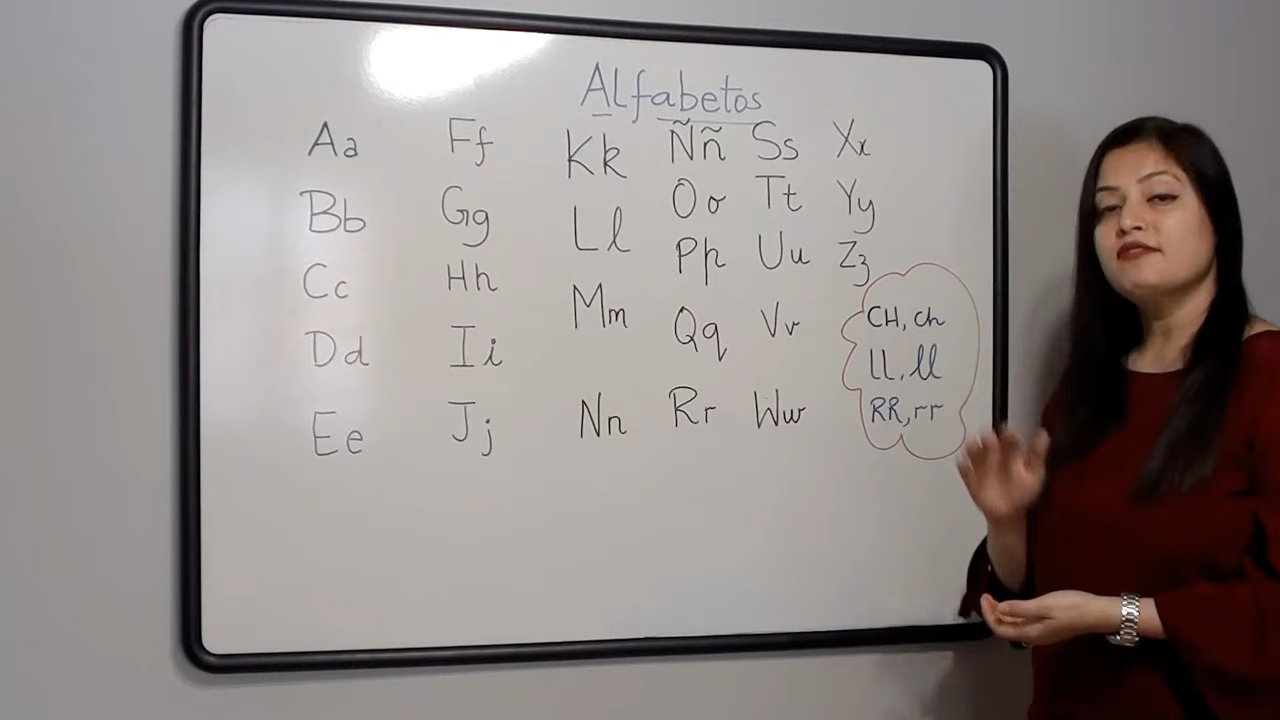 Alfabetos
Aa
Bb
Cc
Dd
Ee
Ff
Gg
Hh
Ii
Jj
Kk
Ll
Mm
Nn
Ññ
Oo
Pp
Qq
Rr
Ss
Tt
Uu
Vv
Ww
Xx
Yy
Zz
CH, ch
LL, ll
RR, rr